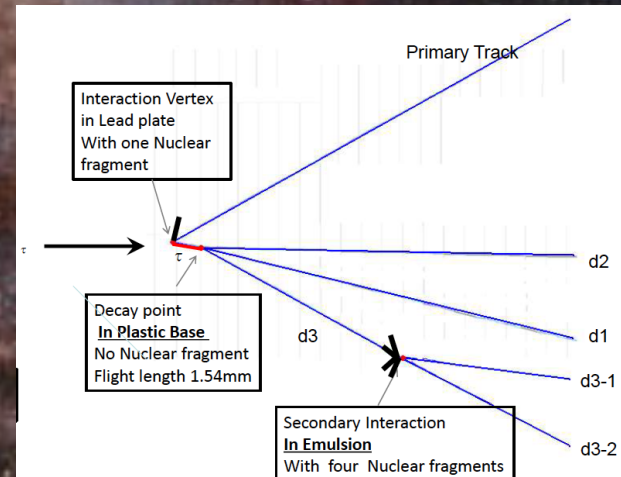 Primary Track
Interaction Vertex
in Lead plate
With one Nuclear
fragment
τ
τ
d2
Decay point
In Plastic Base
No Nuclear fragment
Flight length 1.54mm
d3
d1
d3-1
Secondary Interaction
In Emulsion
With four Nuclear fragments
d3-2